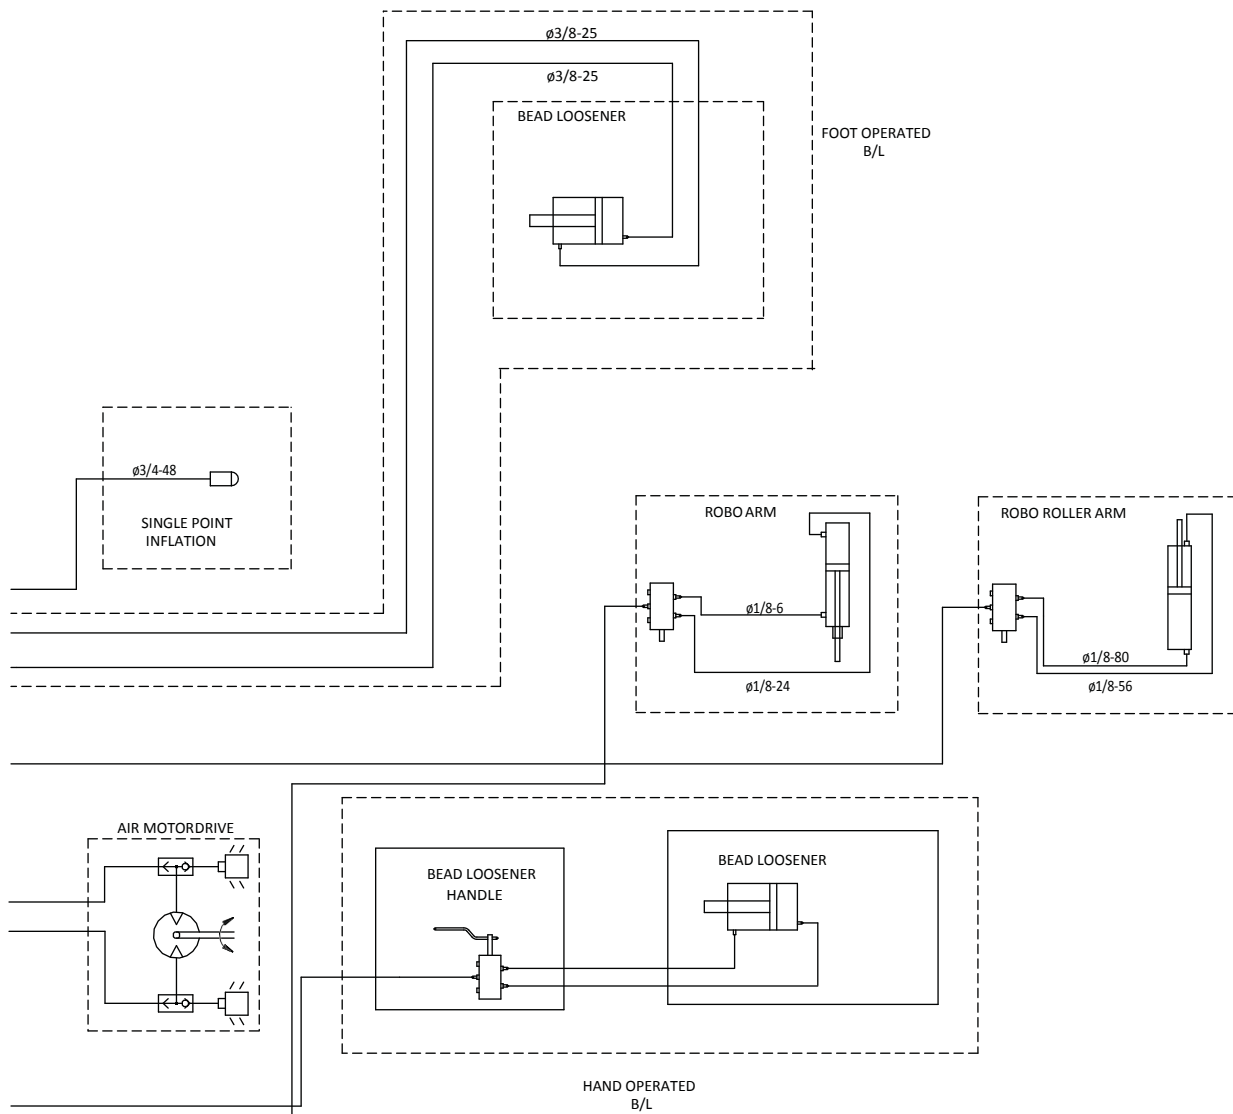 ø3/8-25
ø3/8-25
BEAD LOOSENER
FOOT OPERATED
B/L
ø3/4-48
SINGLE POINT
INFLATION
ROBO ARM
ø1/8-6
ø1/8-24
ROBO ROLLER ARM
ø1/8-80
ø1/8-56
AIR MOTORDRIVE
BEAD LOOSENER
HANDLE
BEAD LOOSENER
HAND OPERATED
B/L